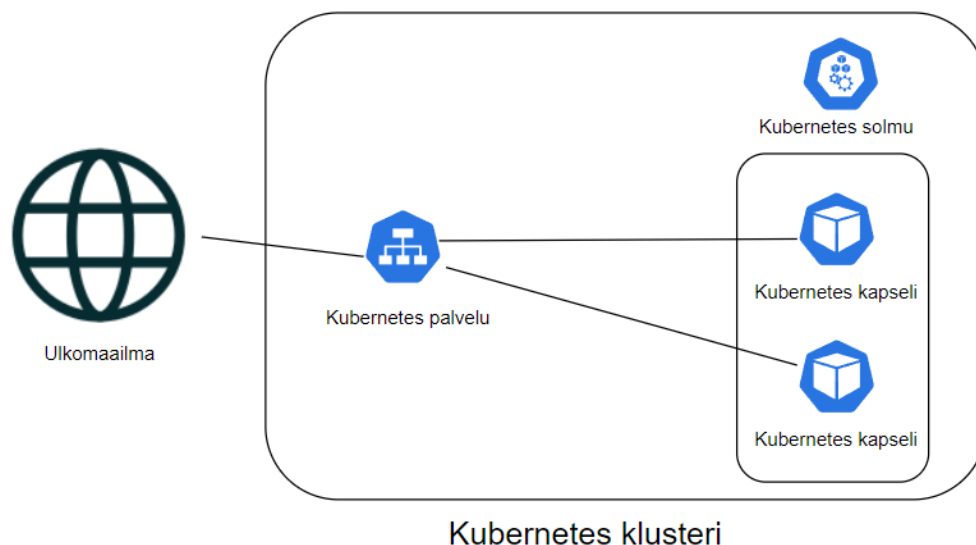 Kubernetes solmu
Ulkomaailma
Kubernetes palvelu
Kubernetes kapseli
Kubernetes kapseli
Kubernetes klusteri